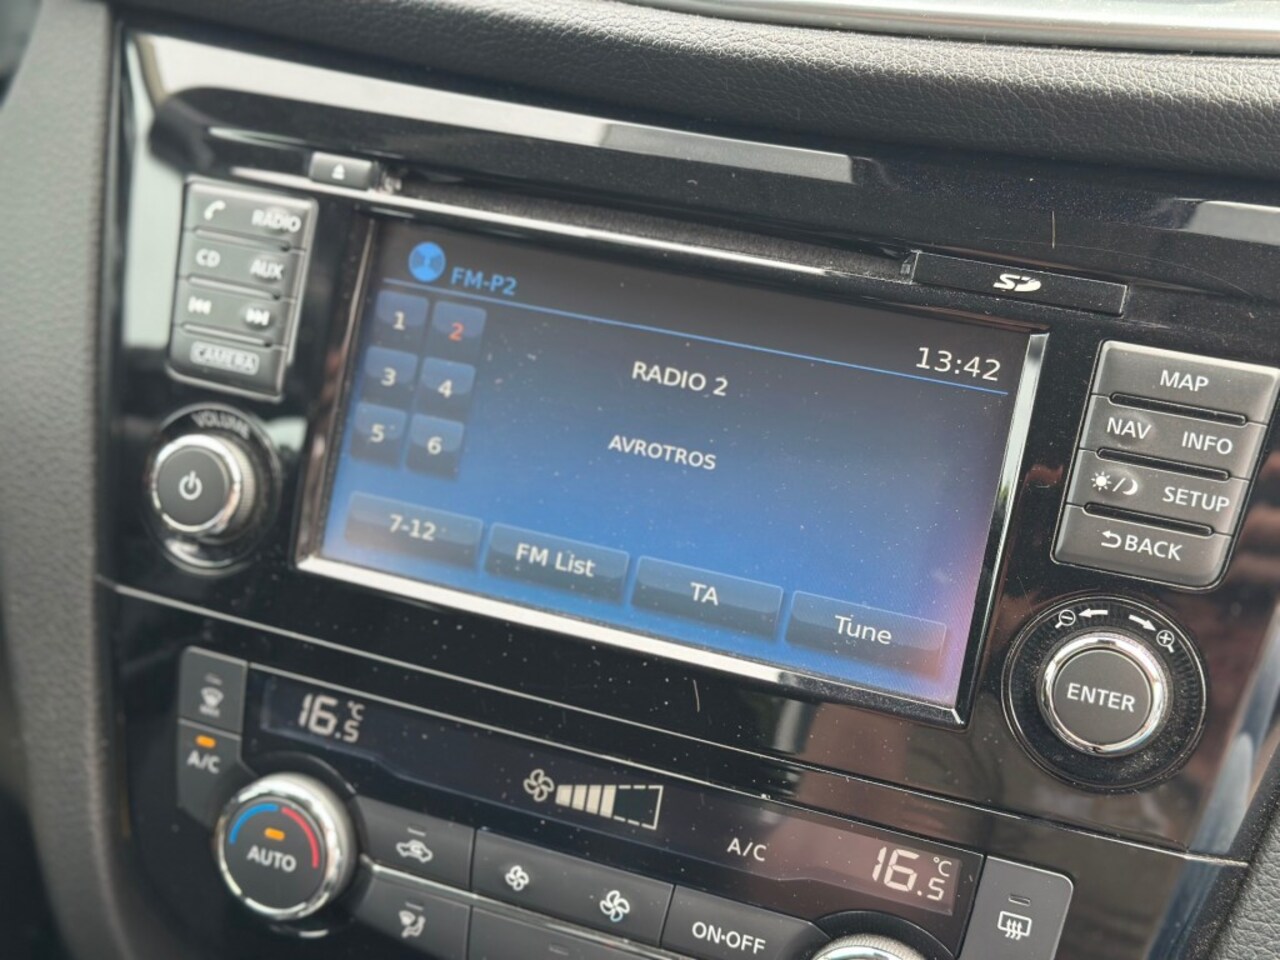 RADIO
CD AUX
CAMERA
VOLUME
FM-P2
13:42
1 2
3 4
5 6
RADIO 2
AVROTROS
7-12 FM List TA Tune
SD
MAP
NAV INFO
SETUP
BACK
ENTER
16.5 °C
A/C
AUTO
A/C
16.5 °C
ON·OFF